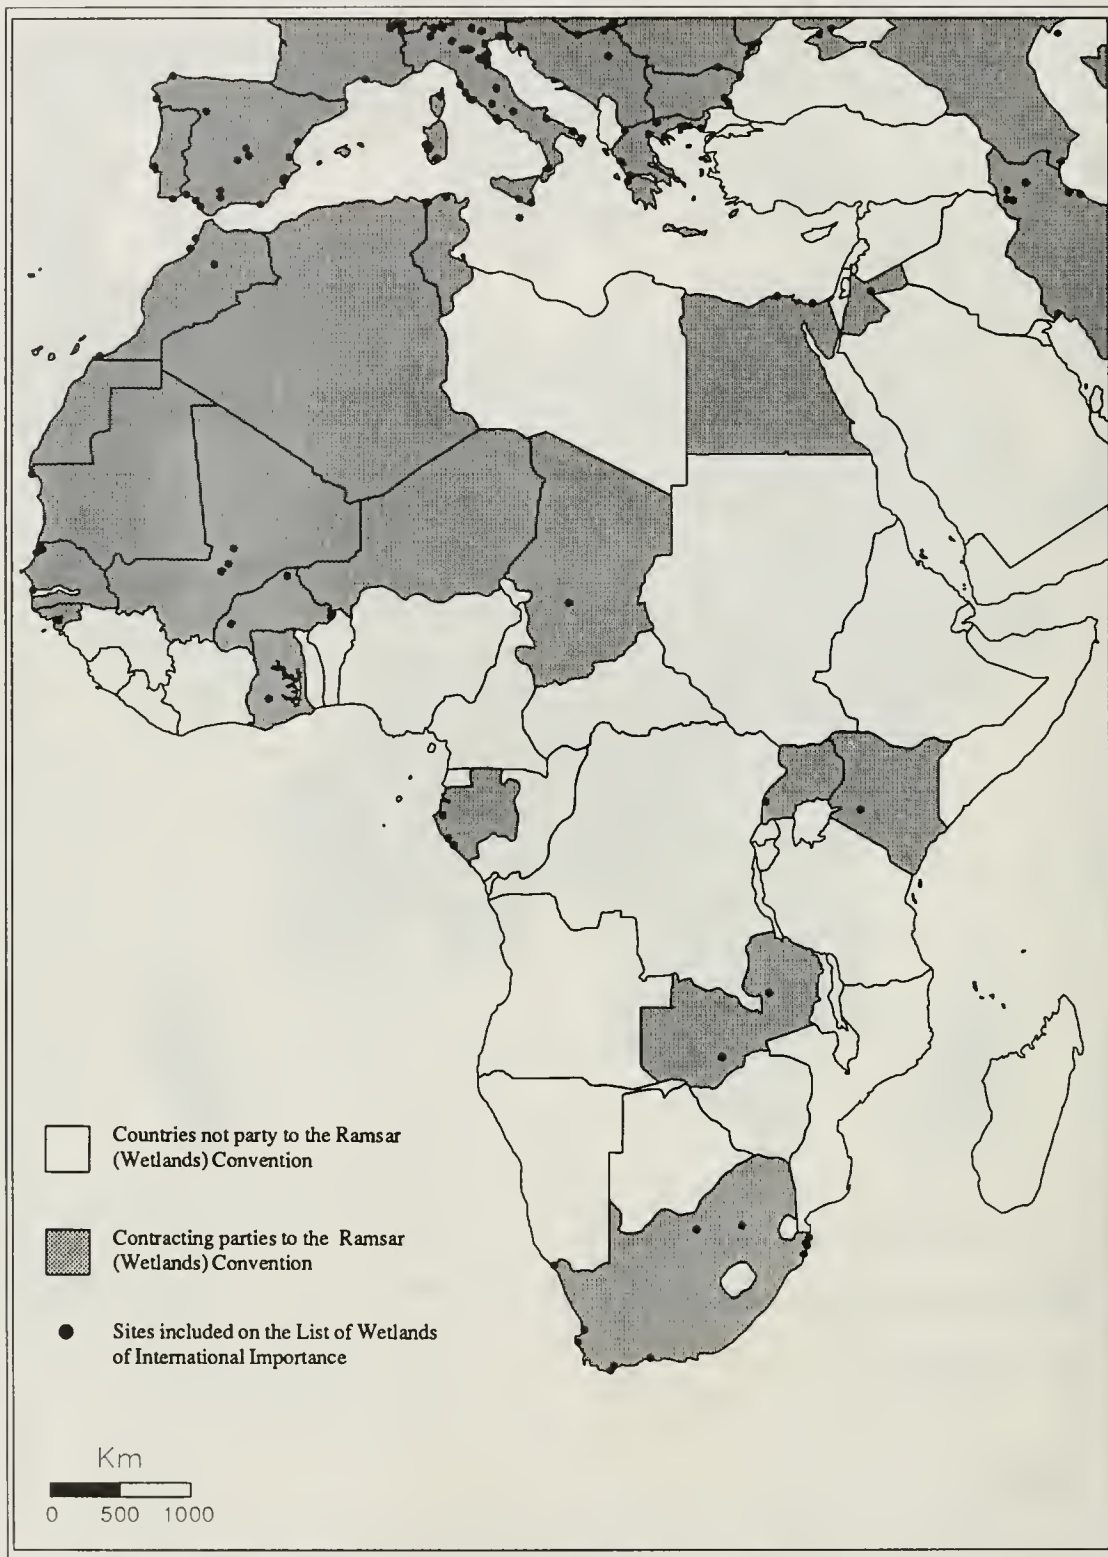 Countries not party to the Ramsar
(Wetlands) Convention
Contracting parties to the Ramsar
(Wetlands) Convention
Sites included on the List of Wetlands
of International Importance
Km
0 500 1000